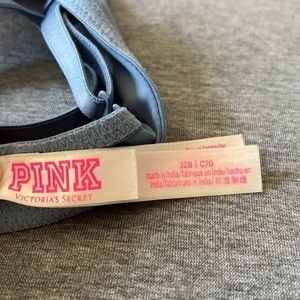 PINK
VICTORIA'S SECRET
32B | C70
made in India/fabriqué en Inde/hecho en
India/fabbricato in India/印度制造